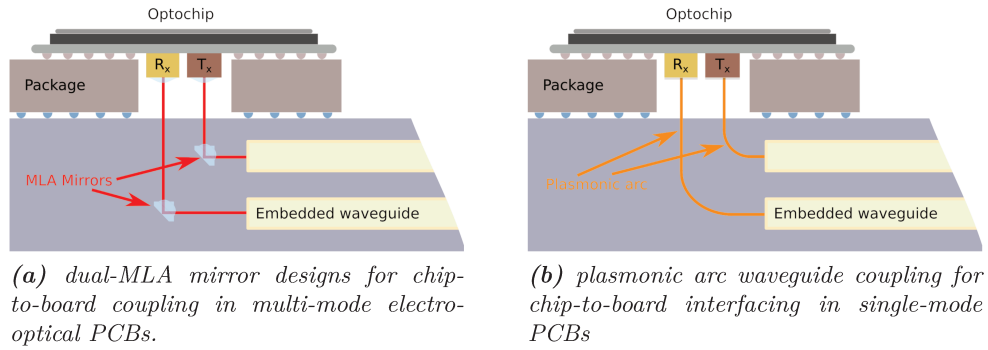 Optochip
Rx
Tx
Package
MLA Mirrors
Embedded waveguide
(a) dual-MLA mirror designs for chip-
to-board coupling in multi-mode electro-
optical PCBs.
Optochip
Rx
Tx
Package
Plasmonic arc
Embedded waveguide
(b) plasmonic arc waveguide coupling for
chip-to-board interfacing in single-mode
PCBs